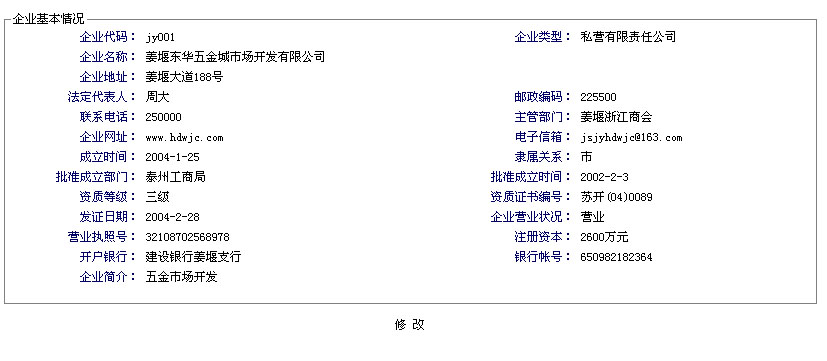 企业基本情况
企业代码： jy001 企业类型： 私营有限责任公司
企业名称： 姜堰东华五金城市场开发有限公司
企业地址： 姜堰大道188号
法定代表人： 周大 邮政编码： 225500
联系电话： 250000 主管部门： 姜堰浙江商会
企业网址： www.hdwjc.com 电子信箱： jsjyhdwjc@163.com
成立时间： 2004-1-25 隶属关系： 市
批准成立部门： 泰州工商局 批准成立时间： 2002-2-3
资质等级： 三级 资质证书编号： 苏开(04)0089
发证日期： 2004-2-28 企业营业状况： 营业
营业执照号： 32108702568978 注册资本： 2600万元
开户银行： 建设银行姜堰支行 银行帐号： 650982182364
企业简介： 五金市场开发
修 改